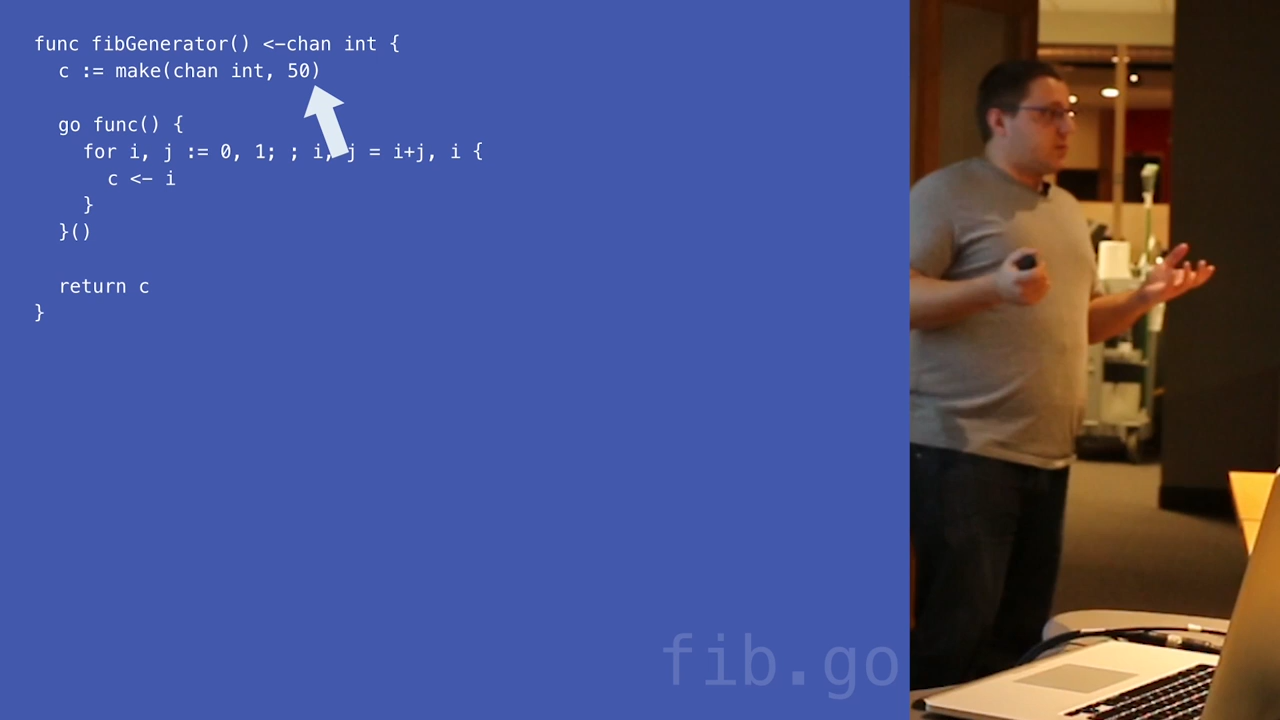 func fibGenerator() <-chan int {
c := make(chan int, 50)
go func() {
for i, j := 0, 1; ; i, j = i+j, i {
c <- i
}
}()
return c
}
fib.go